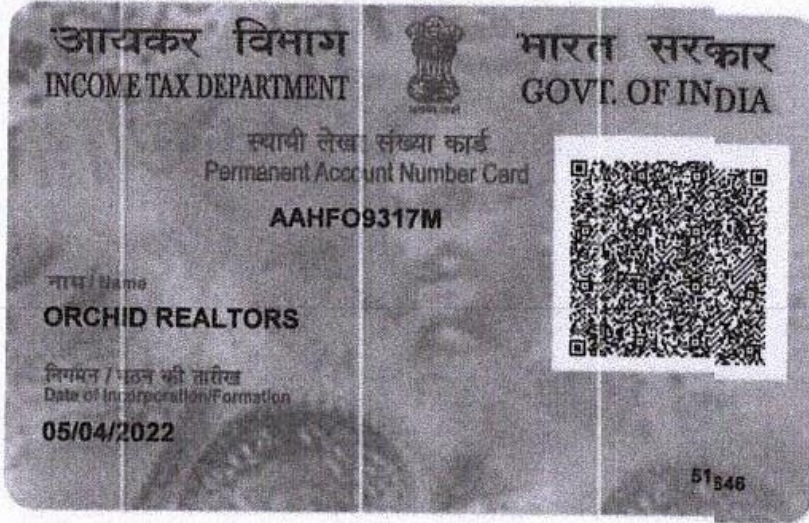 आयकर विभाग
INCOME TAX DEPARTMENT
भारत सरकार
GOVT. OF INDIA
स्थायी लेखा संख्या कार्ड
Permanent Account Number Card
AAHFO9317M
नाम / Name
ORCHID REALTORS
निगमन / गठन की तारीख
Date of Incorporation/Formation
05/04/2022